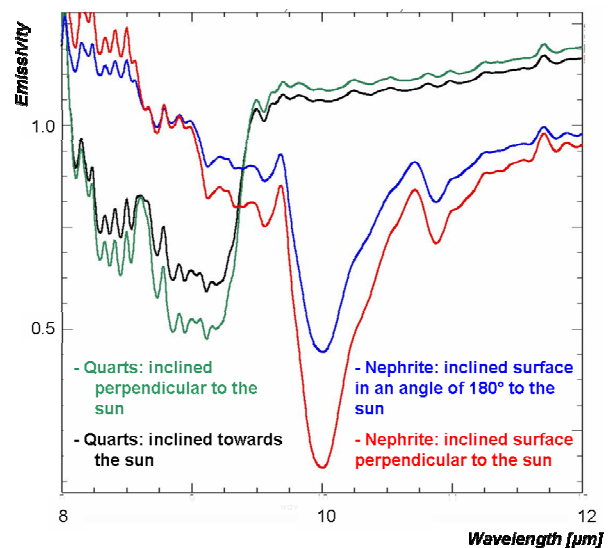 Emissivity
1.0
0.5
- Quarts: inclined
perpendicular to the
sun
- Quarts: inclined towards
the sun
- Nephrite: inclined surface
in an angle of 180° to the
sun
- Nephrite: inclined surface
perpendicular to the sun
8
10
12
Wavelength [µm]